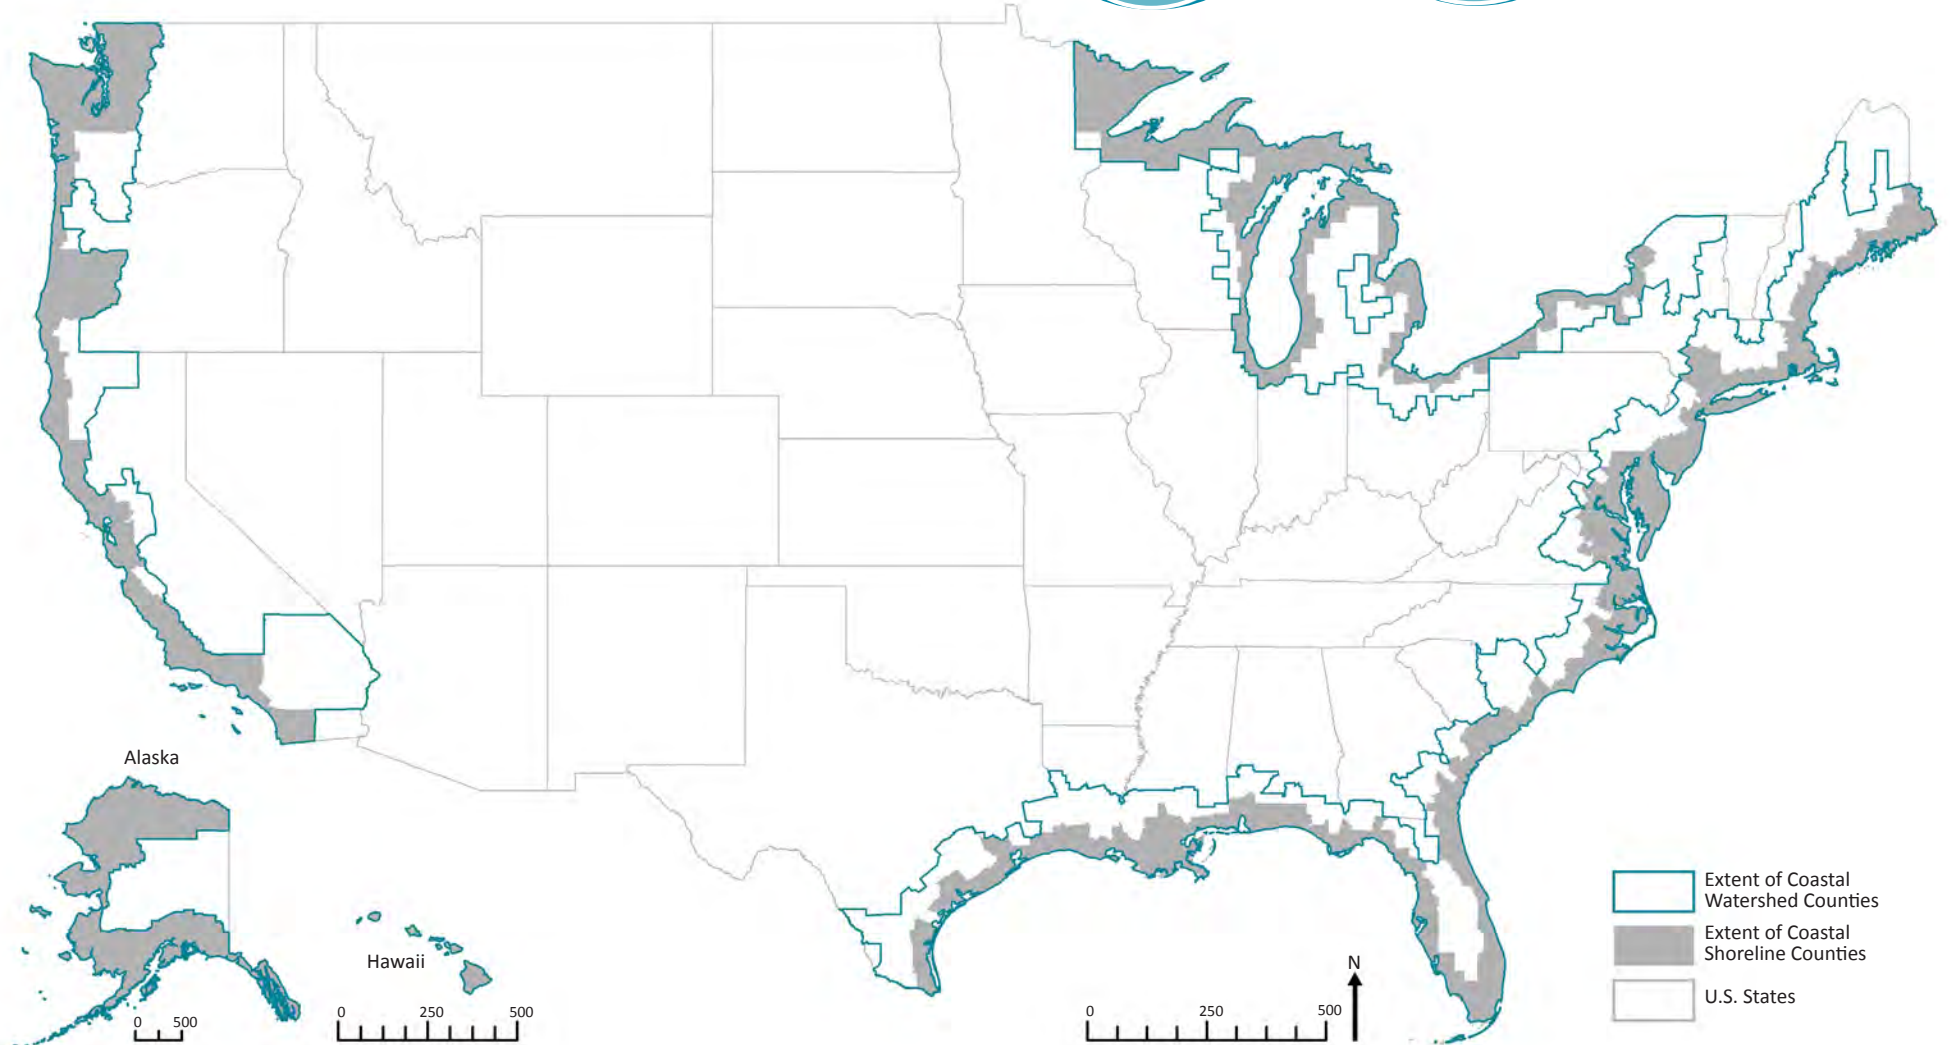 Alaska
Hawaii
0 500
0 250 500
0 250 500
N
Extent of Coastal
Watershed Counties
Extent of Coastal
Shoreline Counties
U.S. States